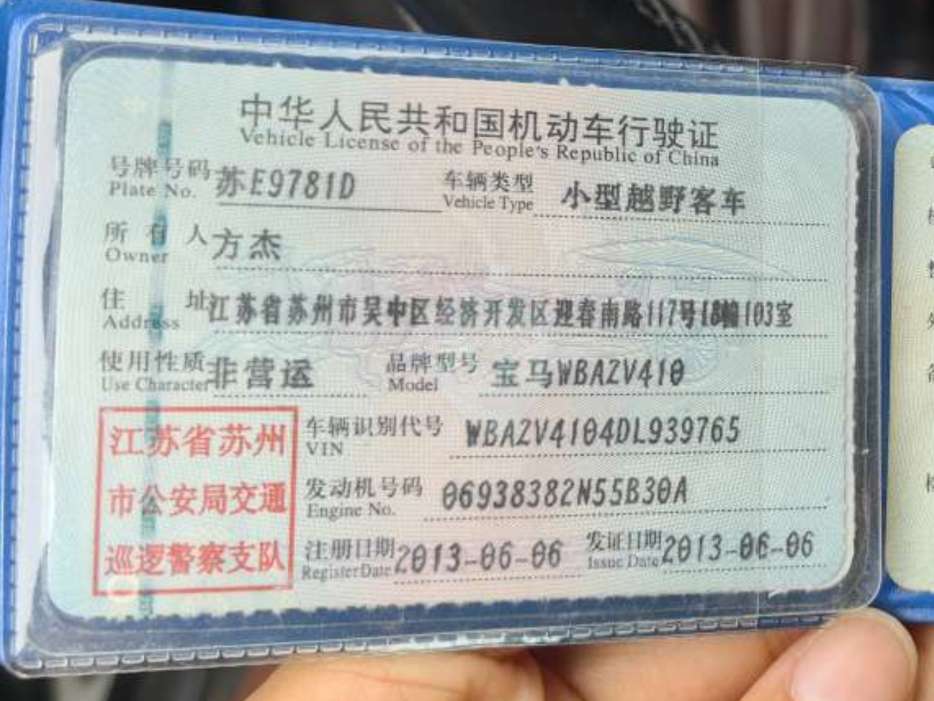 中华人民共和国机动车行驶证
Vehicle License of the People's Republic of China
号牌号码 苏E9781D 车辆类型 小型越野客车
Plate No. Vehicle Type
所有人 方杰
Owner
住址 江苏省苏州市吴中区经济开发区迎春南路117号18幢103室
Address
使用性质 非营运 品牌型号 宝马WBAZV410
Use Character Model
江苏省苏州
市公安局交通
巡逻警察支队
车辆识别代号 WBAZV4104DL939765
VIN
发动机号码 06938382N55B30A
Engine No.
注册日期 2013-06-06 发证日期 2013-06-06
Register Date Issue Date